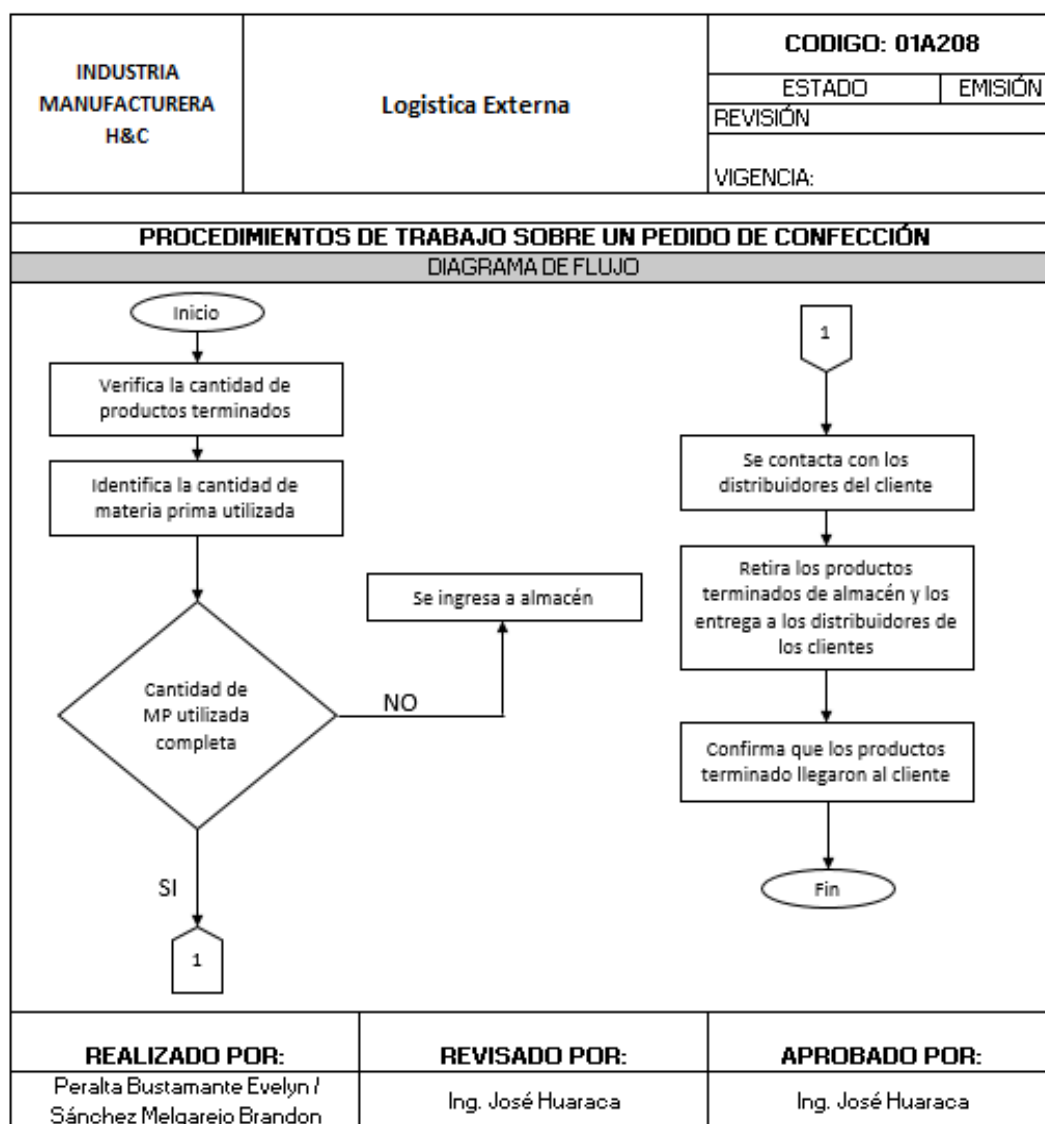 INDUSTRIA
MANUFACTURERA
H&C
Logistica Externa
CODIGO: 01A208
ESTADO
EMISIÓN
REVISIÓN
VIGENCIA:
PROCEDIMIENTOS DE TRABAJO SOBRE UN PEDIDO DE CONFECCIÓN
DIAGRAMA DE FLUJO
Inicio
Verifica la cantidad de
productos terminados
Identifica la cantidad de
materia prima utilizada
Cantidad de
MP utilizada
completa
NO
Se ingresa a almacén
SI
1
1
Se contacta con los
distribuidores del cliente
Retira los productos
terminados de almacén y los
entrega a los distribuidores de
los clientes
Confirma que los productos
terminado llegaron al cliente
Fin
REALIZADO POR:
Peralta Bustamante Evelyn /
Sánchez Melgarejo Brandon
REVISADO POR:
Ing. José Huaraca
APROBADO POR:
Ing. José Huaraca